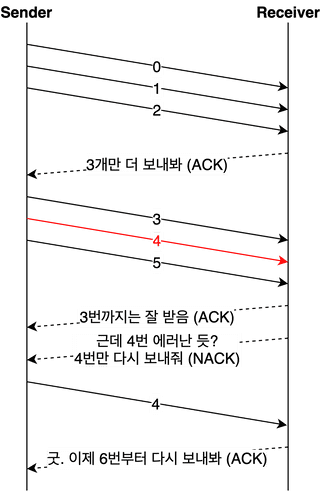 Sender Receiver
0
1
2
3개만 더 보내봐 (ACK)
3
4
5
3번까지는 잘 받음 (ACK)
근데 4번 에러난 듯?
4번만 다시 보내줘 (NACK)
4
굿. 이제 6번부터 다시 보내봐 (ACK)